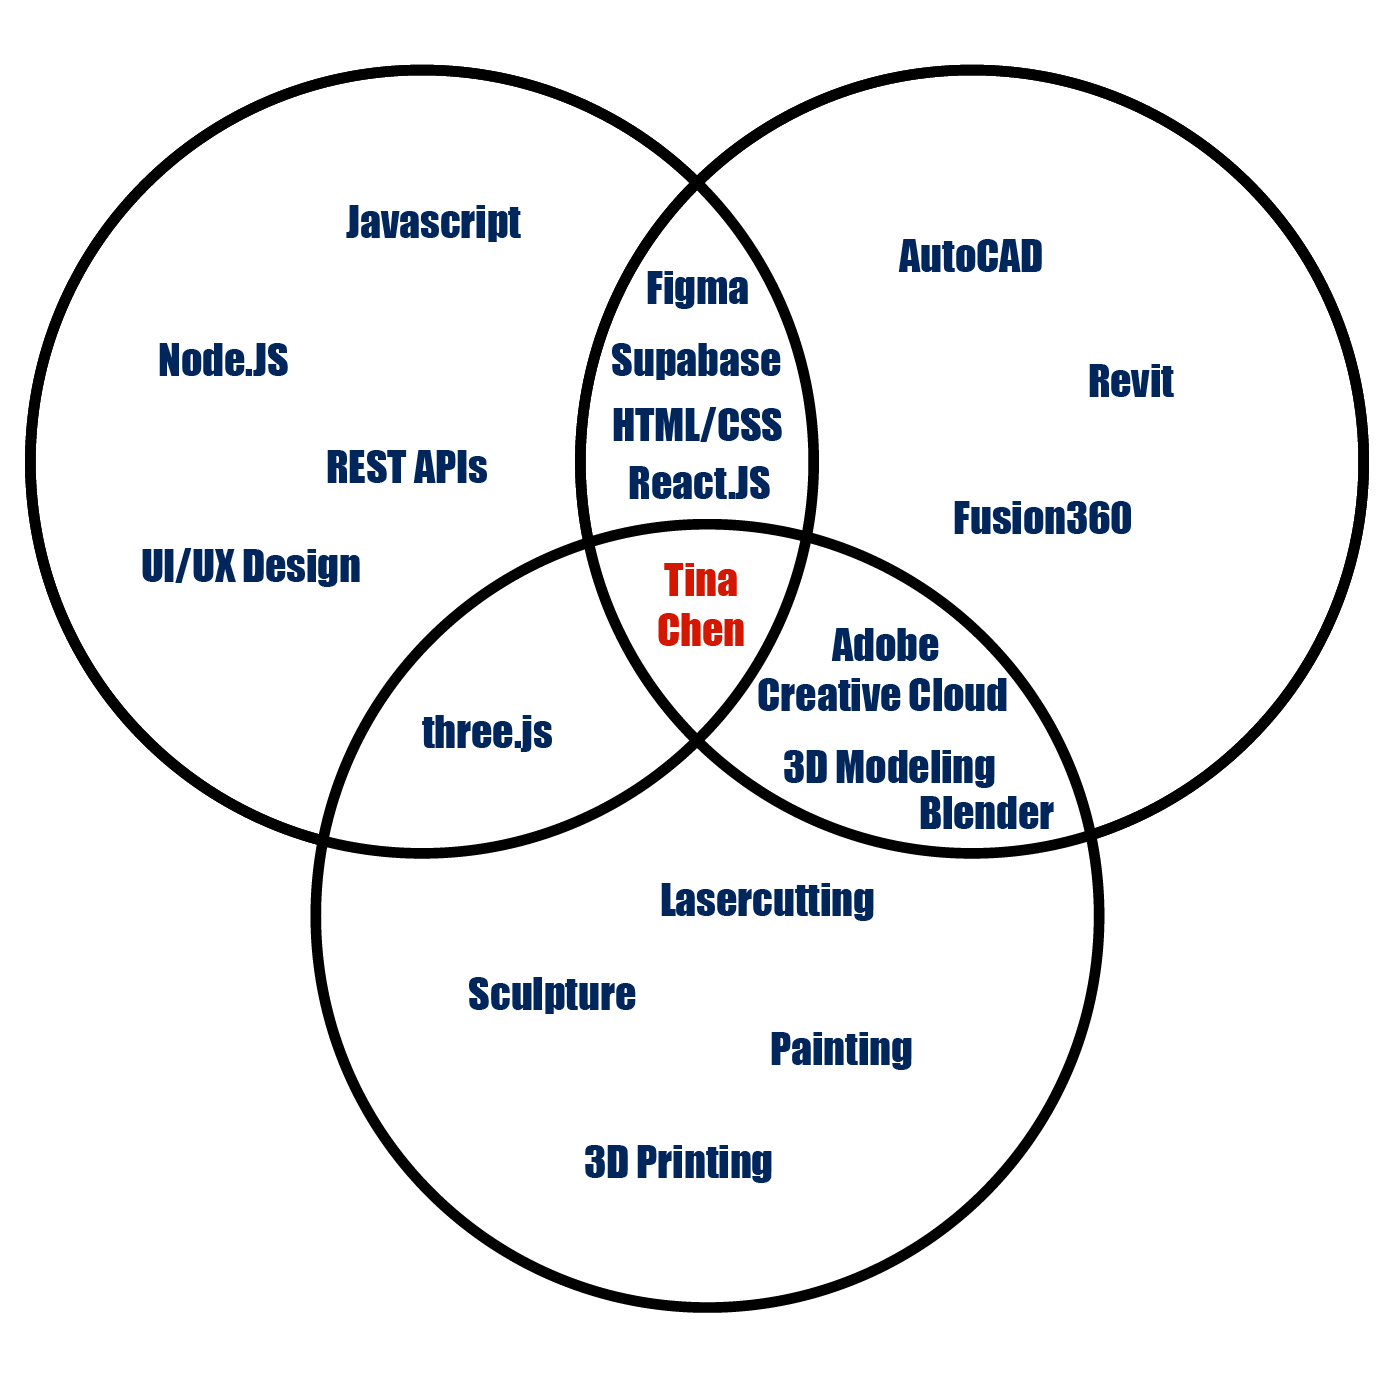 Javascript
AutoCAD
Figma
Node.JS
Supabase
Revit
HTML/CSS
REST APIs
React.JS
Fusion360
UI/UX Design
Tina
Chen
Adobe
Creative Cloud
three.js
3D Modeling
Blender
Lasercutting
Sculpture
Painting
3D Printing